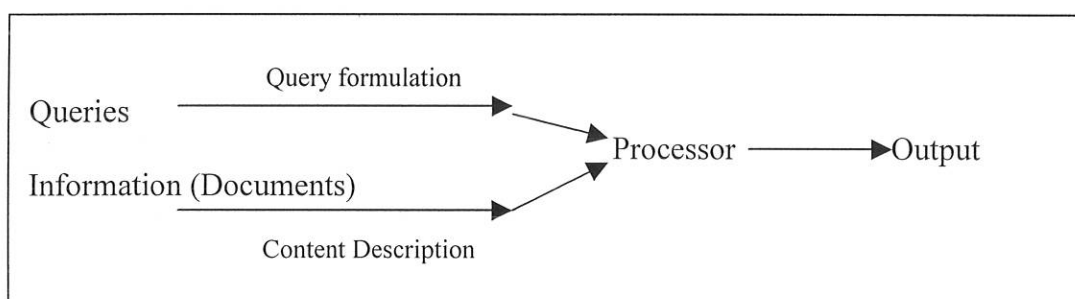 Query formulation
Queries
Processor
Output
Information (Documents)
Content Description